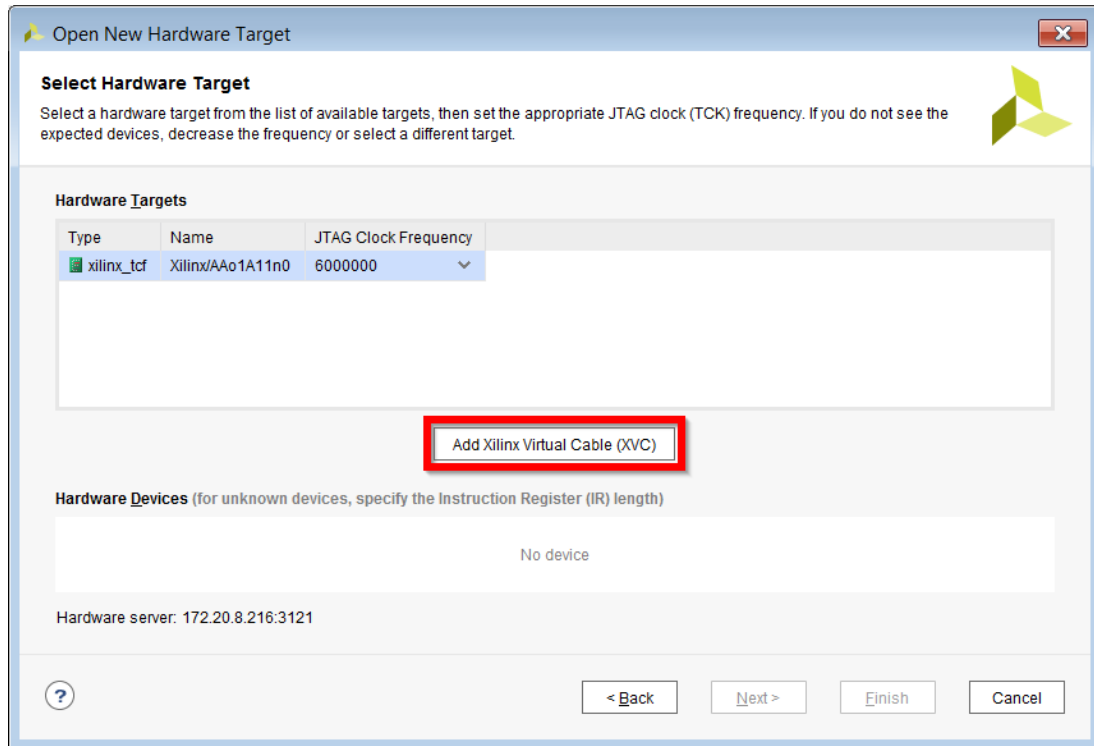 Open New Hardware Target
Select Hardware Target
Select a hardware target from the list of available targets, then set the appropriate JTAG clock (TCK) frequency. If you do not see the
expected devices, decrease the frequency or select a different target.
Hardware Targets
Type Name JTAG Clock Frequency
xilinx_tcf Xilinx/AAo1A11n0 6000000
Add Xilinx Virtual Cable (XVC)
Hardware Devices (for unknown devices, specify the Instruction Register (IR) length)
No device
Hardware server: 172.20.8.216:3121
? < Back Next > Finish Cancel